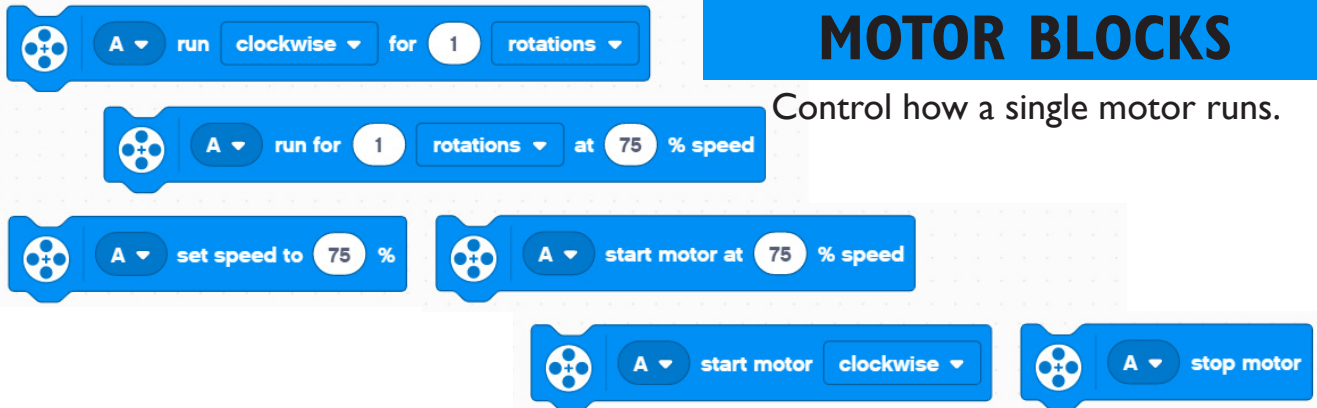 A run clockwise for 1 rotations
MOTOR BLOCKS
Control how a single motor runs.
A run for 1 rotations at 75 % speed
A set speed to 75 %
A start motor at 75 % speed
A start motor clockwise
A stop motor